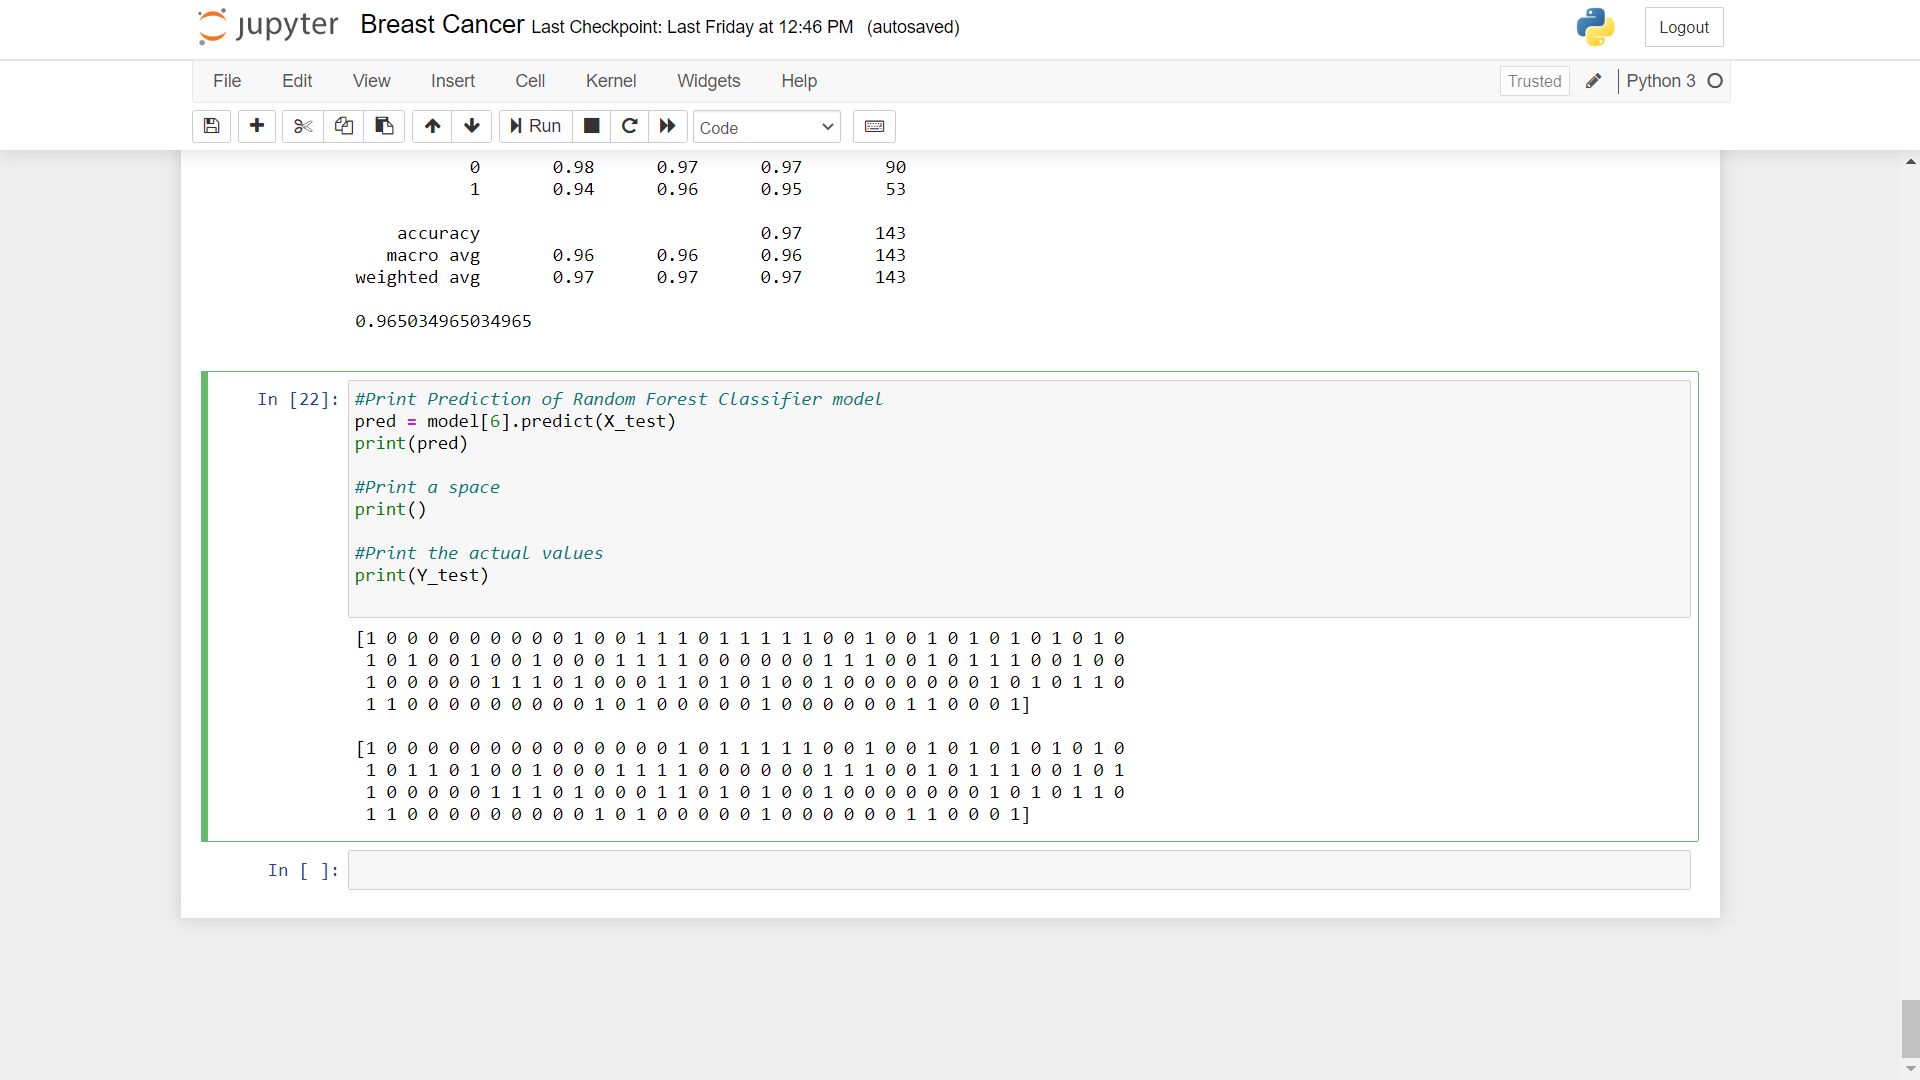 jupyter Breast Cancer Last Checkpoint: Last Friday at 12:46 PM (autosaved) Logout
File Edit View Insert Cell Kernel Widgets Help Trusted Python 3
Run Code
0 0.98 0.97 0.97 90
1 0.94 0.96 0.95 53
accuracy 0.97 143
macro avg 0.96 0.96 0.96 143
weighted avg 0.97 0.97 0.97 143
0.965034965034965
In [22]: #Print Prediction of Random Forest Classifier model
pred = model[6].predict(X_test)
print(pred)
#Print a space
print()
#Print the actual values
print(Y_test)
[1 0 0 0 0 0 0 0 0 0 1 0 0 1 1 1 0 1 1 1 1 1 0 0 1 0 0 1 0 1 0 1 0 1 0 1 0
1 0 1 0 0 1 0 0 1 0 0 0 1 1 1 1 0 0 0 0 0 0 1 1 1 0 0 1 0 1 1 1 0 0 1 0 0
1 0 0 0 0 0 1 1 1 0 1 0 0 0 1 1 0 1 0 1 0 0 1 0 0 0 0 0 0 0 1 0 1 0 1 1 0
1 1 0 0 0 0 0 0 0 0 0 1 0 1 0 0 0 0 0 1 0 0 0 0 0 0 1 1 0 0 0 1]
[1 0 0 0 0 0 0 0 0 0 0 0 0 0 0 1 0 1 1 1 1 1 0 0 1 0 0 1 0 1 0 1 0 1 0 1 0
1 0 1 1 0 1 0 0 1 0 0 0 1 1 1 1 0 0 0 0 0 0 1 1 1 0 0 1 0 1 1 1 0 0 1 0 1
1 0 0 0 0 0 1 1 1 0 1 0 0 0 1 1 0 1 0 1 0 0 1 0 0 0 0 0 0 0 1 0 1 0 1 1 0
1 1 0 0 0 0 0 0 0 0 0 1 0 1 0 0 0 0 0 1 0 0 0 0 0 0 1 1 0 0 0 1]
In [ ]: